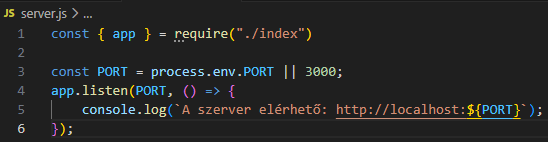 JS server.js > ...
1 const { app } = require("./index")
2
3 const PORT = process.env.PORT || 3000;
4 app.listen(PORT, () => {
5     console.log(`A szerver elérhető: http://localhost:${PORT}`);
6 });